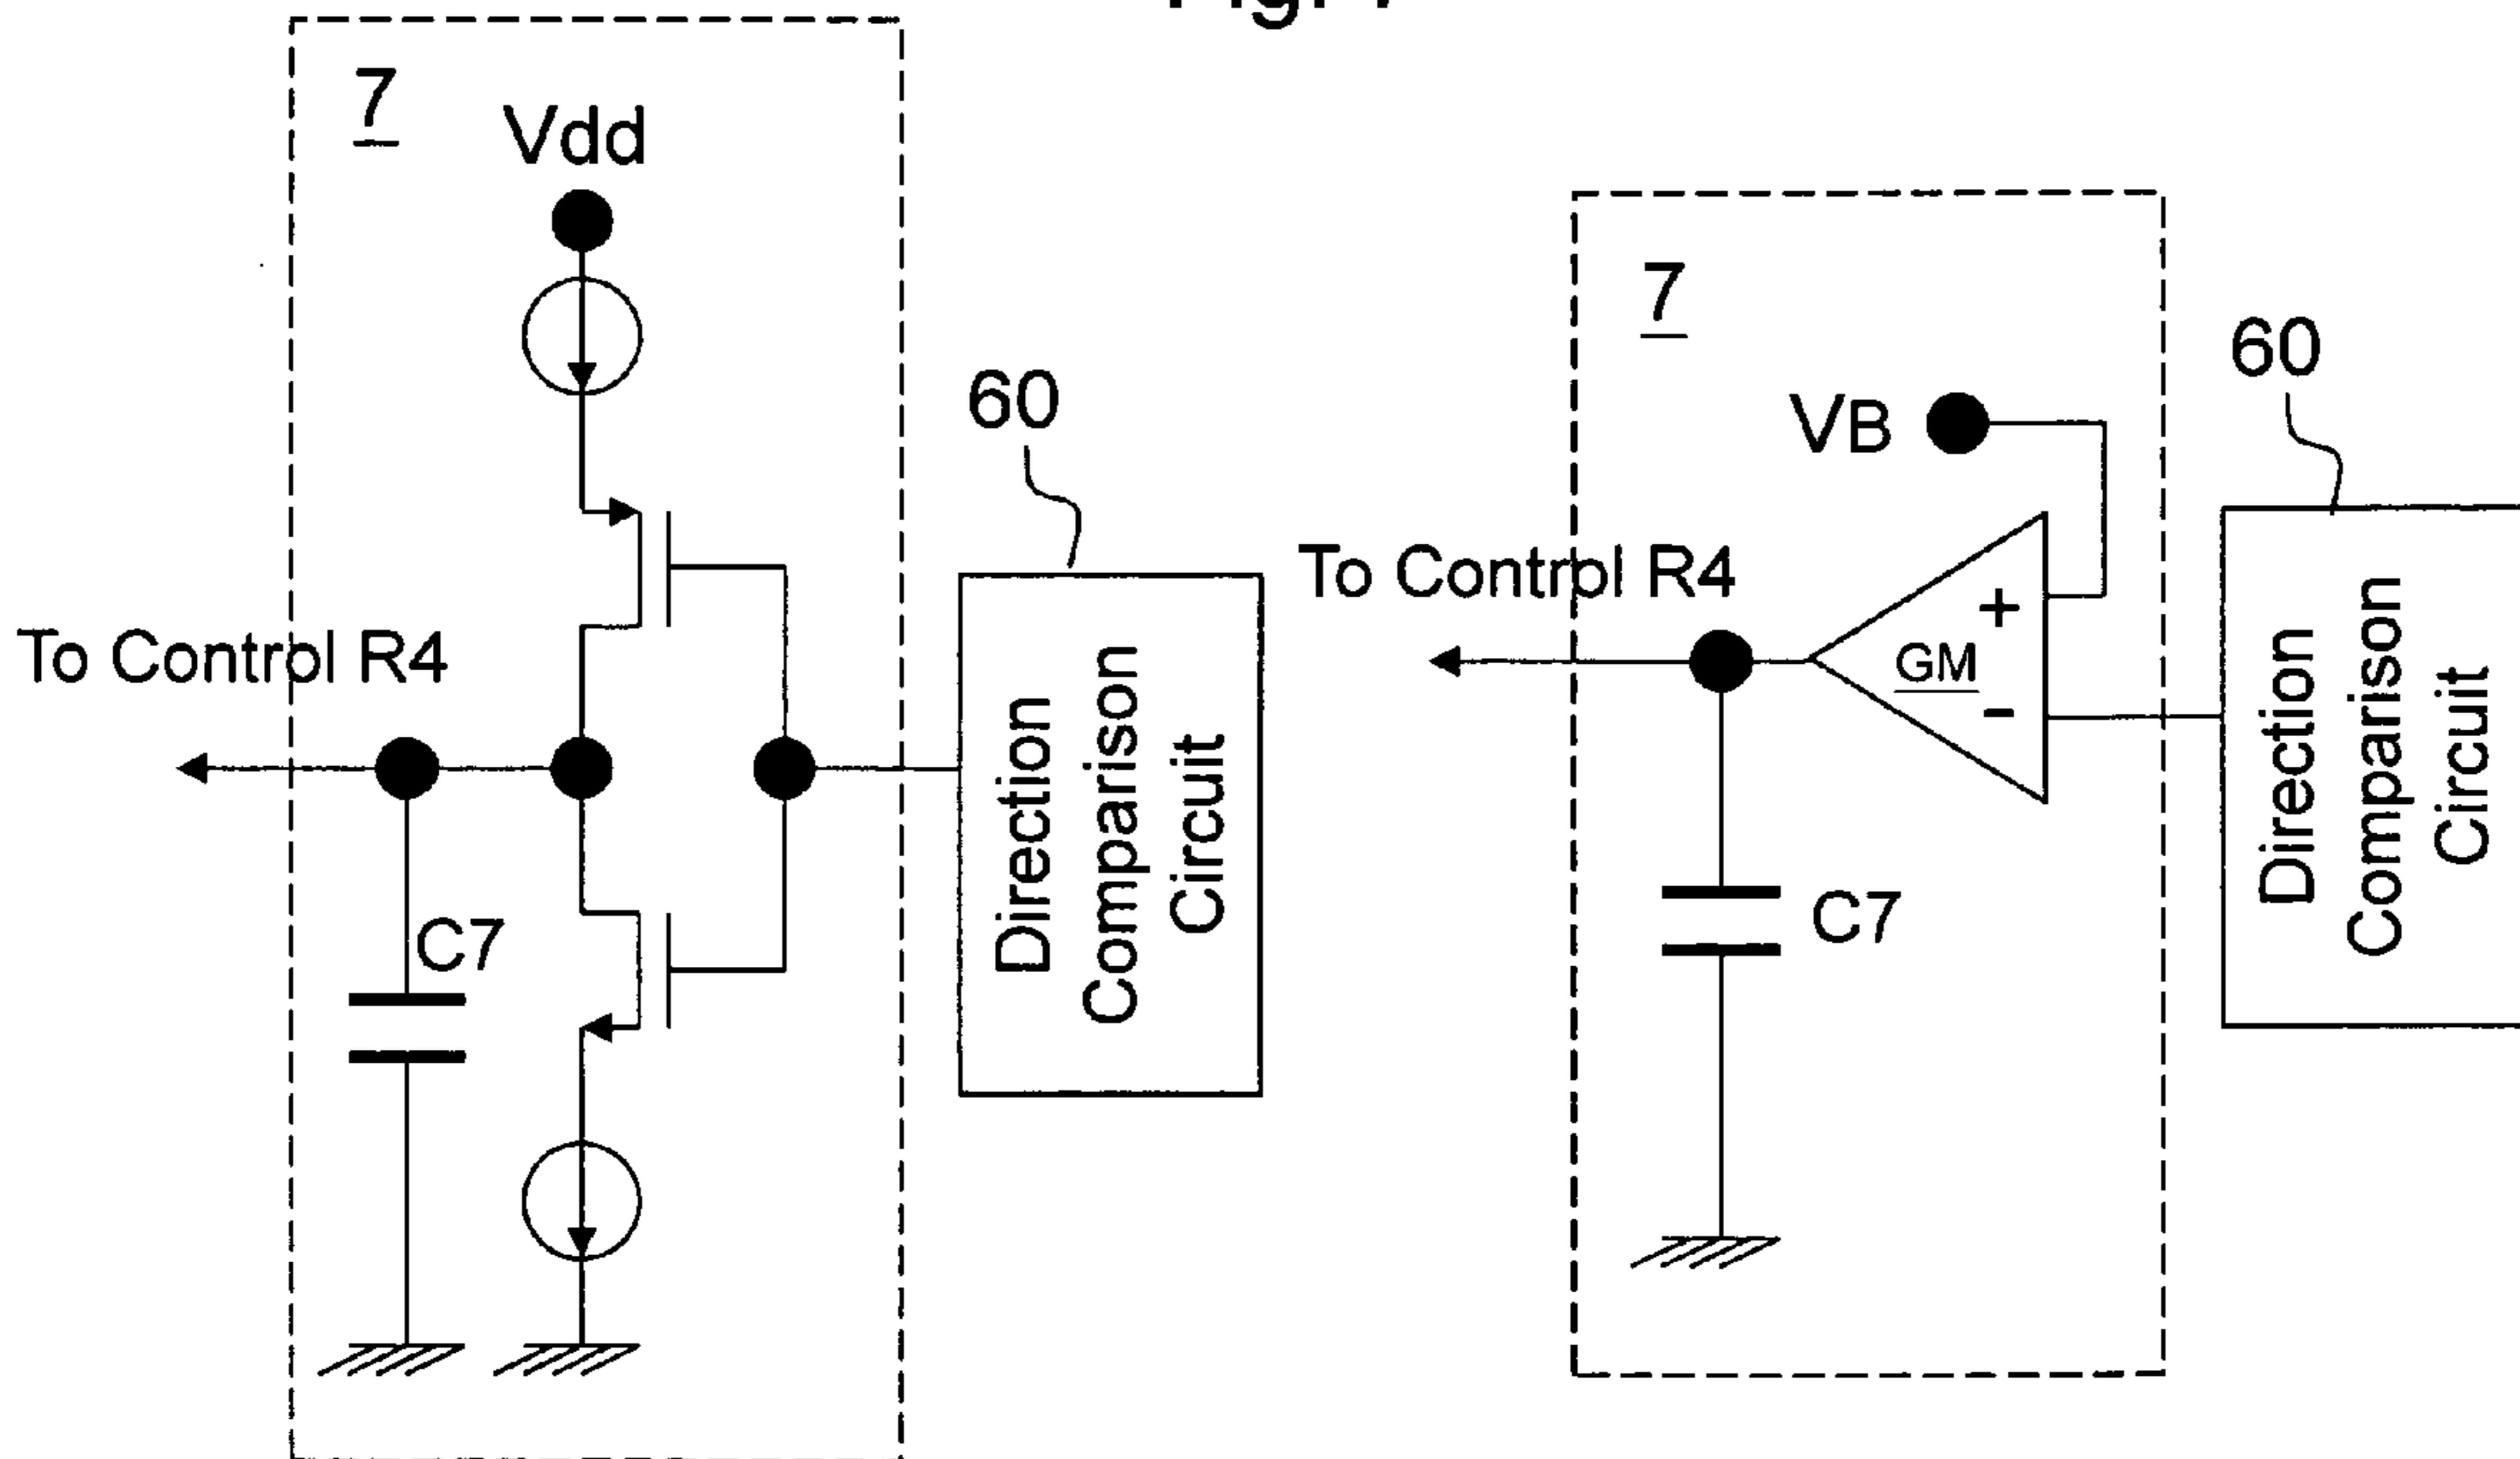 7
Vdd
60
To Control R4
C7
Direction
Comparison
Circuit
7
VB
60
To Control R4
+
GM
-
C7
Direction
Comparison
Circuit